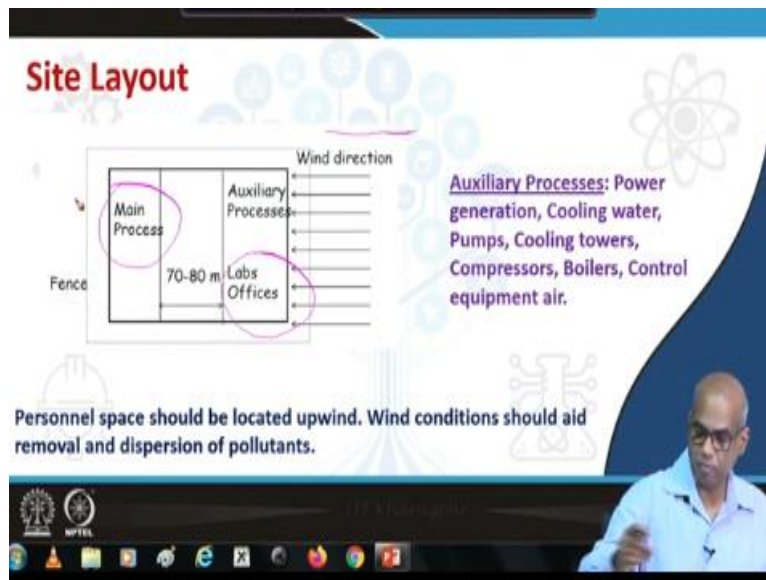 Site Layout
Wind direction
Main
Process
Auxiliary
Processes
70-80 m
Labs
Offices
Fence
Auxiliary Processes: Power
generation, Cooling water,
Pumps, Cooling towers,
Compressors, Boilers, Control
equipment air.
Personnel space should be located upwind. Wind conditions should aid
removal and dispersion of pollutants.
NPTEL